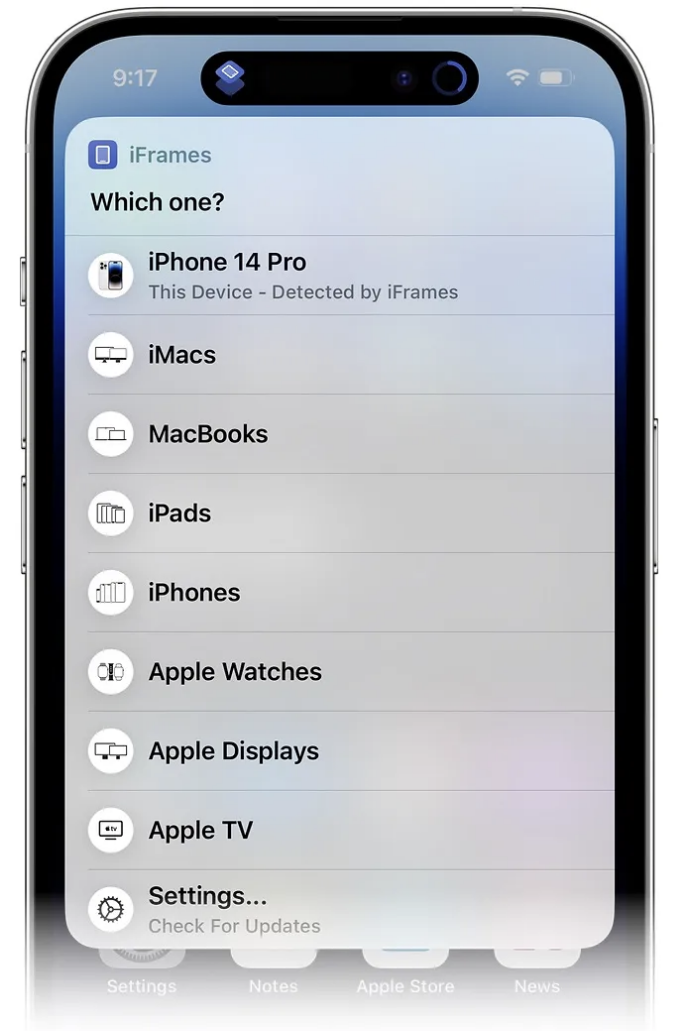 9:17
iFrames
Which one?
iPhone 14 Pro
This Device - Detected by iFrames
iMacs
MacBooks
iPads
iPhones
Apple Watches
Apple Displays
tv
Apple TV
Settings...
Check For Updates
Settings Notes Apple Store News